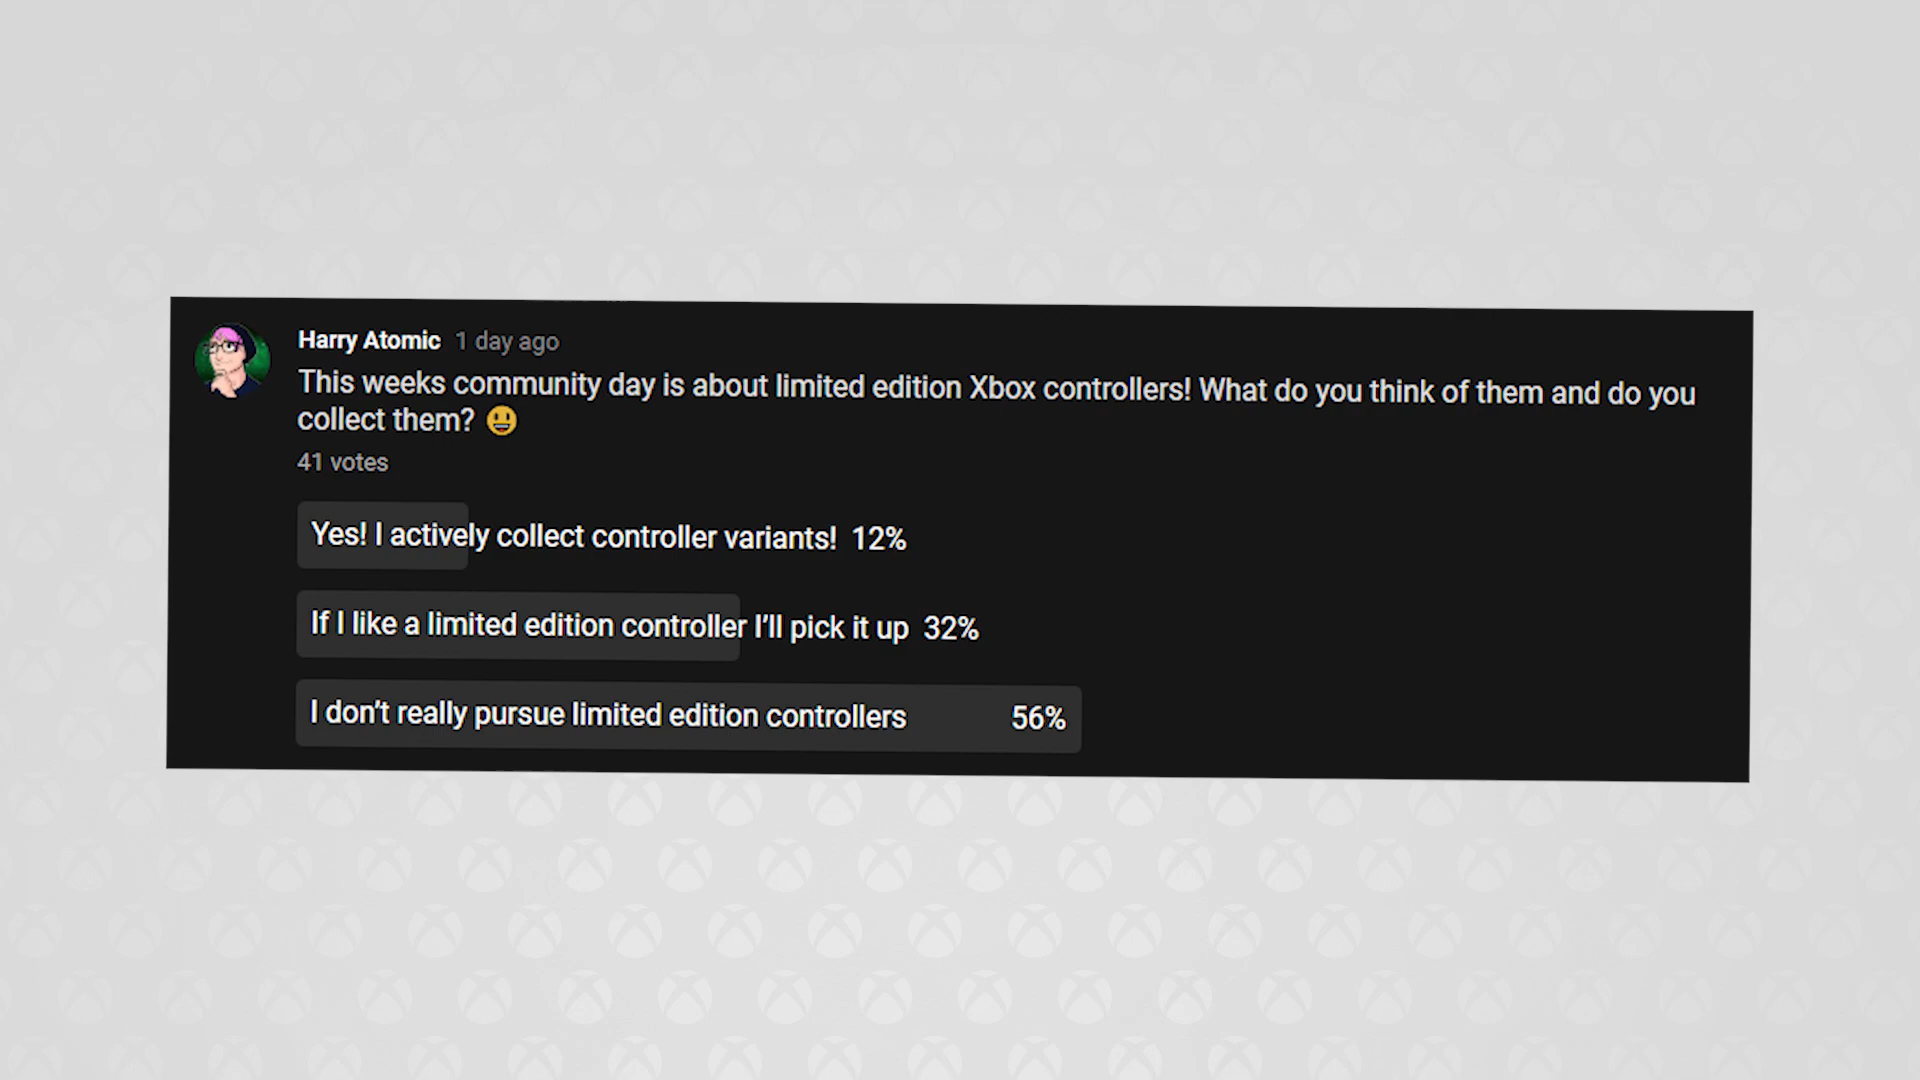 Harry Atomic 1 day ago
This weeks community day is about limited edition Xbox controllers! What do you think of them and do you
collect them? 😃
41 votes
Yes! I actively collect controller variants! 12%
If I like a limited edition controller I’ll pick it up 32%
I don’t really pursue limited edition controllers 56%